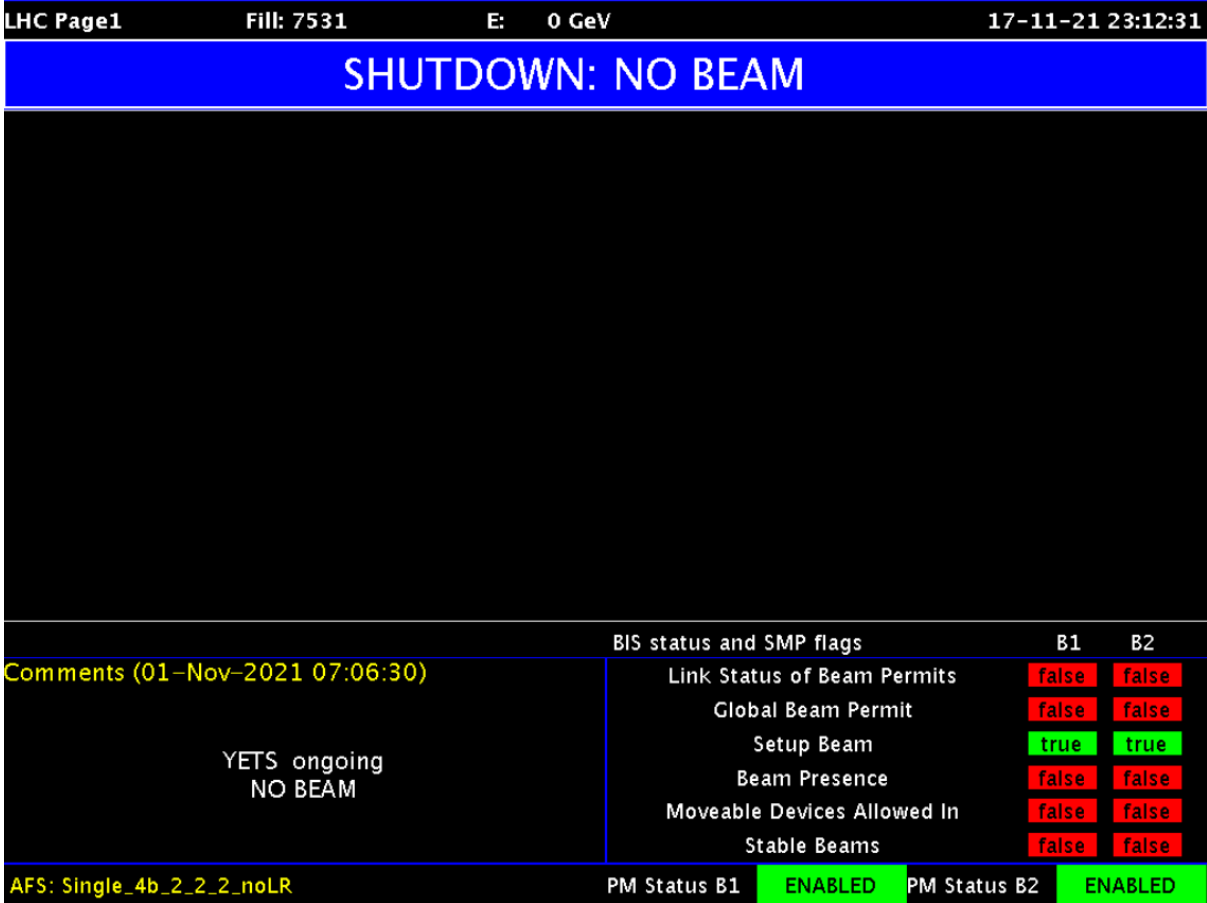 LHC Page1 Fill: 7531 E: 0 GeV 17-11-21 23:12:31
SHUTDOWN: NO BEAM
BIS status and SMP flags B1 B2
Comments (01-Nov-2021 07:06:30)
YETS ongoing
NO BEAM
Link Status of Beam Permits false false
Global Beam Permit false false
Setup Beam true true
Beam Presence false false
Moveable Devices Allowed In false false
Stable Beams false false
AFS: Single_4b_2_2_2_noLR PM Status B1 ENABLED PM Status B2 ENABLED